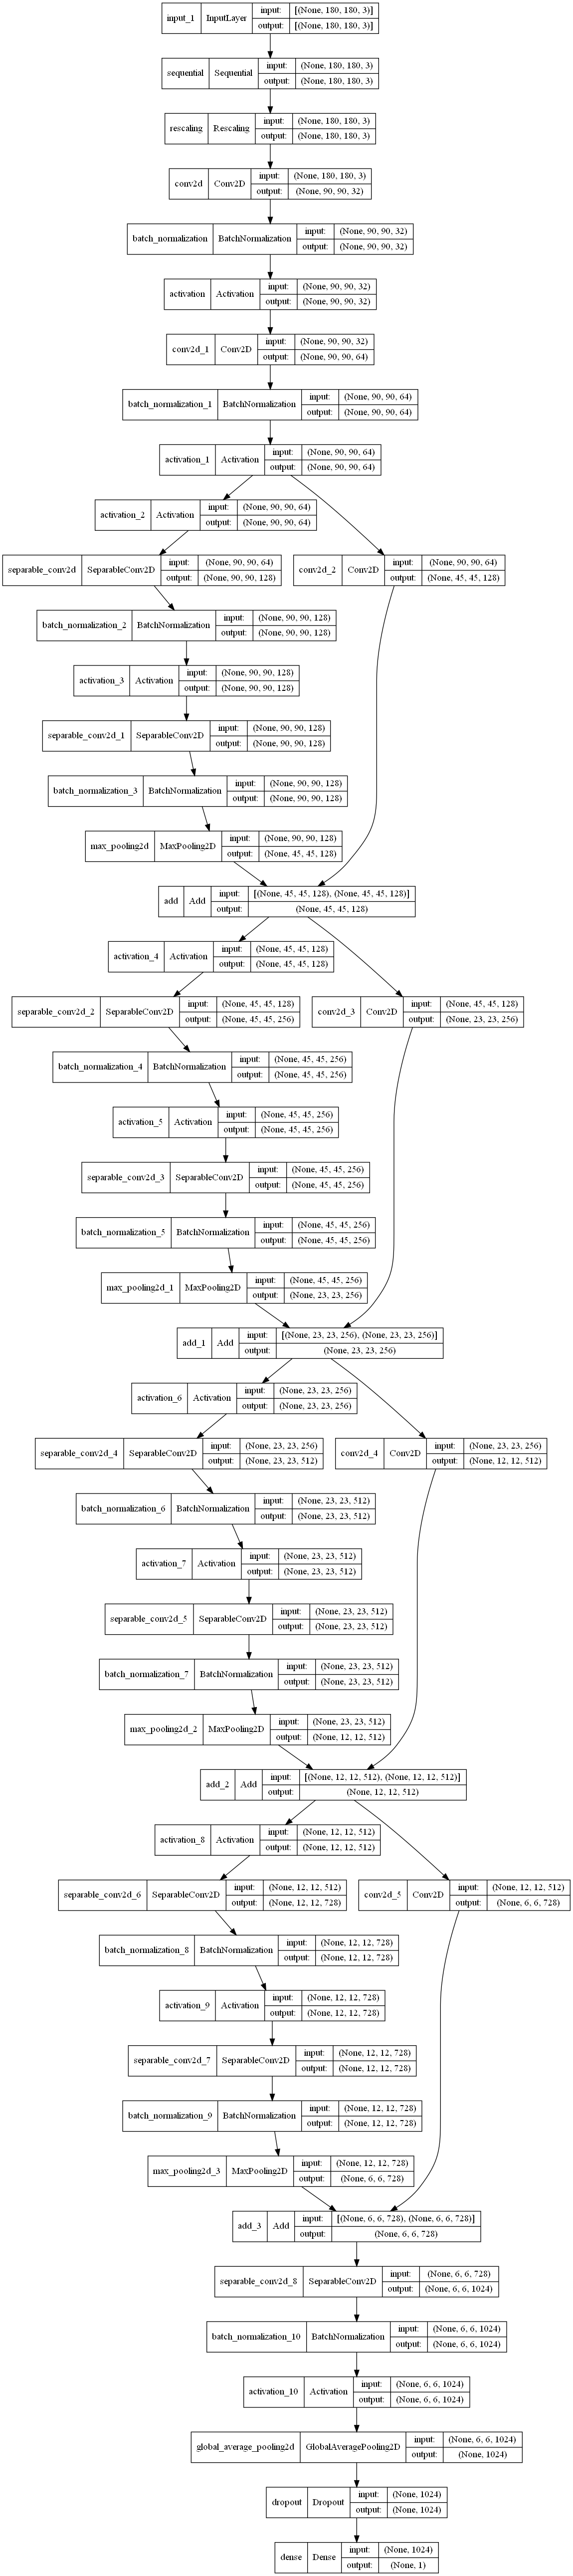 input_1 InputLayer input: [(None, 180, 180, 3)]
output: [(None, 180, 180, 3)]
sequential Sequential input: (None, 180, 180, 3)
output: (None, 180, 180, 3)
rescaling Rescaling input: (None, 180, 180, 3)
output: (None, 180, 180, 3)
conv2d Conv2D input: (None, 180, 180, 3)
output: (None, 90, 90, 32)
batch_normalization BatchNormalization input: (None, 90, 90, 32)
output: (None, 90, 90, 32)
activation Activation input: (None, 90, 90, 32)
output: (None, 90, 90, 32)
conv2d_1 Conv2D input: (None, 90, 90, 32)
output: (None, 90, 90, 64)
batch_normalization_1 BatchNormalization input: (None, 90, 90, 64)
output: (None, 90, 90, 64)
activation_1 Activation input: (None, 90, 90, 64)
output: (None, 90, 90, 64)
activation_2 Activation input: (None, 90, 90, 64)
output: (None, 90, 90, 64)
separable_conv2d SeparableConv2D input: (None, 90, 90, 64)
output: (None, 90, 90, 128)
conv2d_2 Conv2D input: (None, 90, 90, 64)
output: (None, 45, 45, 128)
batch_normalization_2 BatchNormalization input: (None, 90, 90, 128)
output: (None, 90, 90, 128)
activation_3 Activation input: (None, 90, 90, 128)
output: (None, 90, 90, 128)
separable_conv2d_1 SeparableConv2D input: (None, 90, 90, 128)
output: (None, 90, 90, 128)
batch_normalization_3 BatchNormalization input: (None, 90, 90, 128)
output: (None, 90, 90, 128)
max_pooling2d MaxPooling2D input: (None, 90, 90, 128)
output: (None, 45, 45, 128)
add Add input: [(None, 45, 45, 128), (None, 45, 45, 128)]
output: (None, 45, 45, 128)
activation_4 Activation input: (None, 45, 45, 128)
output: (None, 45, 45, 128)
separable_conv2d_2 SeparableConv2D input: (None, 45, 45, 128)
output: (None, 45, 45, 256)
conv2d_3 Conv2D input: (None, 45, 45, 128)
output: (None, 23, 23, 256)
batch_normalization_4 BatchNormalization input: (None, 45, 45, 256)
output: (None, 45, 45, 256)
activation_5 Activation input: (None, 45, 45, 256)
output: (None, 45, 45, 256)
separable_conv2d_3 SeparableConv2D input: (None, 45, 45, 256)
output: (None, 45, 45, 256)
batch_normalization_5 BatchNormalization input: (None, 45, 45, 256)
output: (None, 45, 45, 256)
max_pooling2d_1 MaxPooling2D input: (None, 45, 45, 256)
output: (None, 23, 23, 256)
add_1 Add input: [(None, 23, 23, 256), (None, 23, 23, 256)]
output: (None, 23, 23, 256)
activation_6 Activation input: (None, 23, 23, 256)
output: (None, 23, 23, 256)
separable_conv2d_4 SeparableConv2D input: (None, 23, 23, 256)
output: (None, 23, 23, 512)
conv2d_4 Conv2D input: (None, 23, 23, 256)
output: (None, 12, 12, 512)
batch_normalization_6 BatchNormalization input: (None, 23, 23, 512)
output: (None, 23, 23, 512)
activation_7 Activation input: (None, 23, 23, 512)
output: (None, 23, 23, 512)
separable_conv2d_5 SeparableConv2D input: (None, 23, 23, 512)
output: (None, 23, 23, 512)
batch_normalization_7 BatchNormalization input: (None, 23, 23, 512)
output: (None, 23, 23, 512)
max_pooling2d_2 MaxPooling2D input: (None, 23, 23, 512)
output: (None, 12, 12, 512)
add_2 Add input: [(None, 12, 12, 512), (None, 12, 12, 512)]
output: (None, 12, 12, 512)
activation_8 Activation input: (None, 12, 12, 512)
output: (None, 12, 12, 512)
separable_conv2d_6 SeparableConv2D input: (None, 12, 12, 512)
output: (None, 12, 12, 728)
conv2d_5 Conv2D input: (None, 12, 12, 512)
output: (None, 6, 6, 728)
batch_normalization_8 BatchNormalization input: (None, 12, 12, 728)
output: (None, 12, 12, 728)
activation_9 Activation input: (None, 12, 12, 728)
output: (None, 12, 12, 728)
separable_conv2d_7 SeparableConv2D input: (None, 12, 12, 728)
output: (None, 12, 12, 728)
batch_normalization_9 BatchNormalization input: (None, 12, 12, 728)
output: (None, 12, 12, 728)
max_pooling2d_3 MaxPooling2D input: (None, 12, 12, 728)
output: (None, 6, 6, 728)
add_3 Add input: [(None, 6, 6, 728), (None, 6, 6, 728)]
output: (None, 6, 6, 728)
separable_conv2d_8 SeparableConv2D input: (None, 6, 6, 728)
output: (None, 6, 6, 1024)
batch_normalization_10 BatchNormalization input: (None, 6, 6, 1024)
output: (None, 6, 6, 1024)
activation_10 Activation input: (None, 6, 6, 1024)
output: (None, 6, 6, 1024)
global_average_pooling2d GlobalAveragePooling2D input: (None, 6, 6, 1024)
output: (None, 1024)
dropout Dropout input: (None, 1024)
output: (None, 1024)
dense Dense input: (None, 1024)
output: (None, 1)